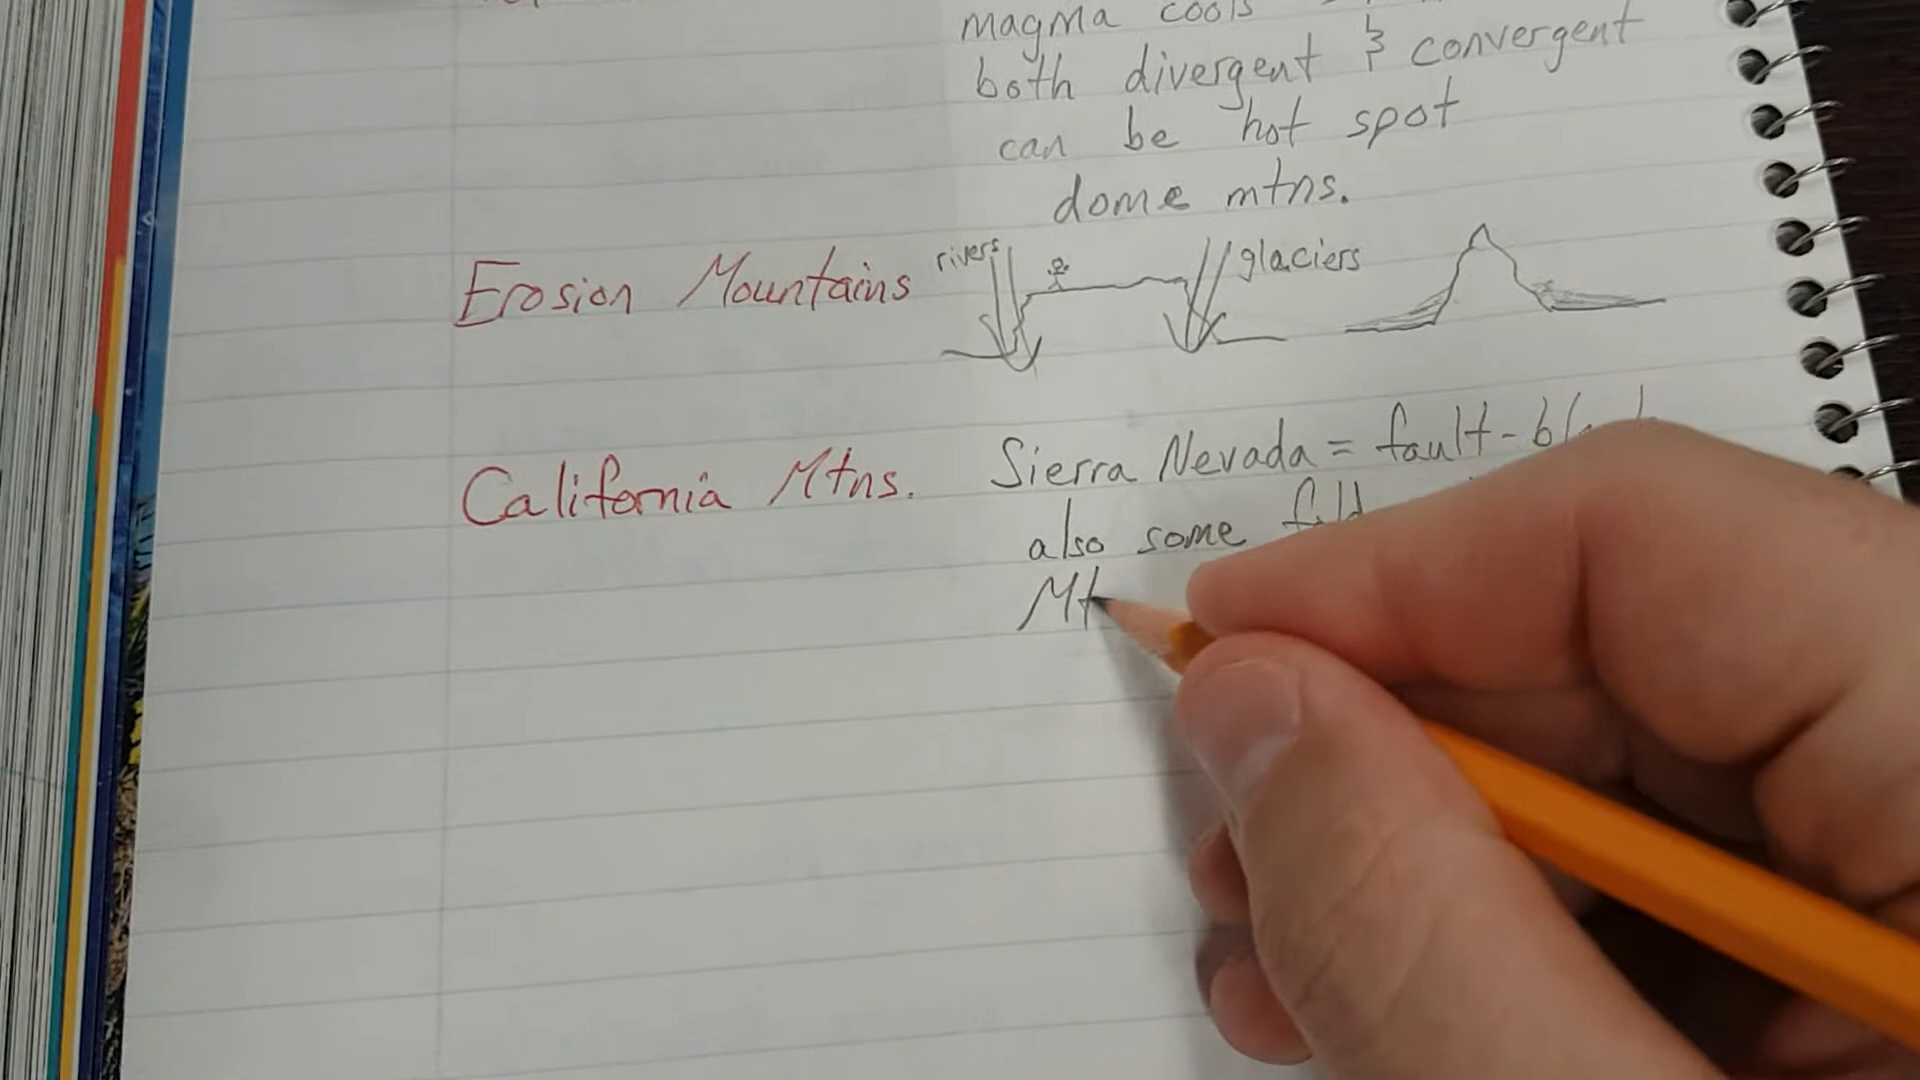 magma cools
both divergent & convergent
can be hot spot
dome mtns.
Erosion Mountains
rivers
glaciers
California Mtns.
Sierra Nevada = fault-
also some
Mt